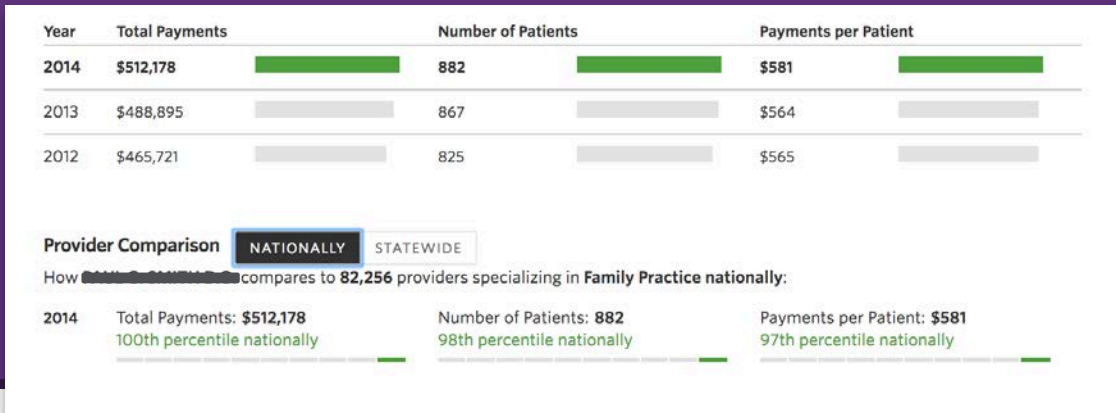 Year Total Payments Number of Patients Payments per Patient
2014 $512,178 882 $581
2013 $488,895 867 $564
2012 $465,721 825 $565
Provider Comparison NATIONALLY STATEWIDE
How compares to 82,256 providers specializing in Family Practice nationally:
2014 Total Payments: $512,178 Number of Patients: 882 Payments per Patient: $581
100th percentile nationally 98th percentile nationally 97th percentile nationally